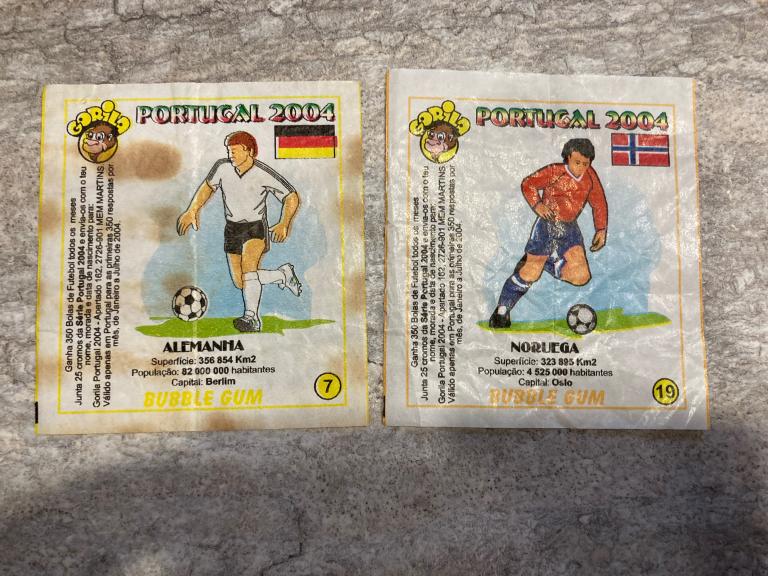 GORILA
PORTUGAL 2004
Ganha 350 Bolas de Futebol todos os meses
Junta 25 cromos da Série Portugal 2004 e envia-os com o teu
nome, morada e data de nascimento para:
Gorila Portugal 2004 - Apartado 162, 2726-901 MEM MARTINS
Válido apenas em Portugal para as primeiras 350 respostas por
mês, de Janeiro a Julho de 2004
ALEMANHA
Superfície: 356 854 Km2
População: 82 000 000 habitantes
Capital: Berlim
BUBBLE GUM
7
GORILA
PORTUGAL 2004
Ganha 350 Bolas de Futebol todos os meses
Junta 25 cromos da Série Portugal 2004 e envia-os com o teu
nome, morada e data de nascimento para:
Gorila Portugal 2004 - Apartado 162, 2726-901 MEM MARTINS
Válido apenas em Portugal para as primeiras 350 respostas por
mês, de Janeiro a Julho de 2004
NORUEGA
Superfície: 323 895 Km2
População: 4 525 000 habitantes
Capital: Oslo
BUBBLE GUM
19